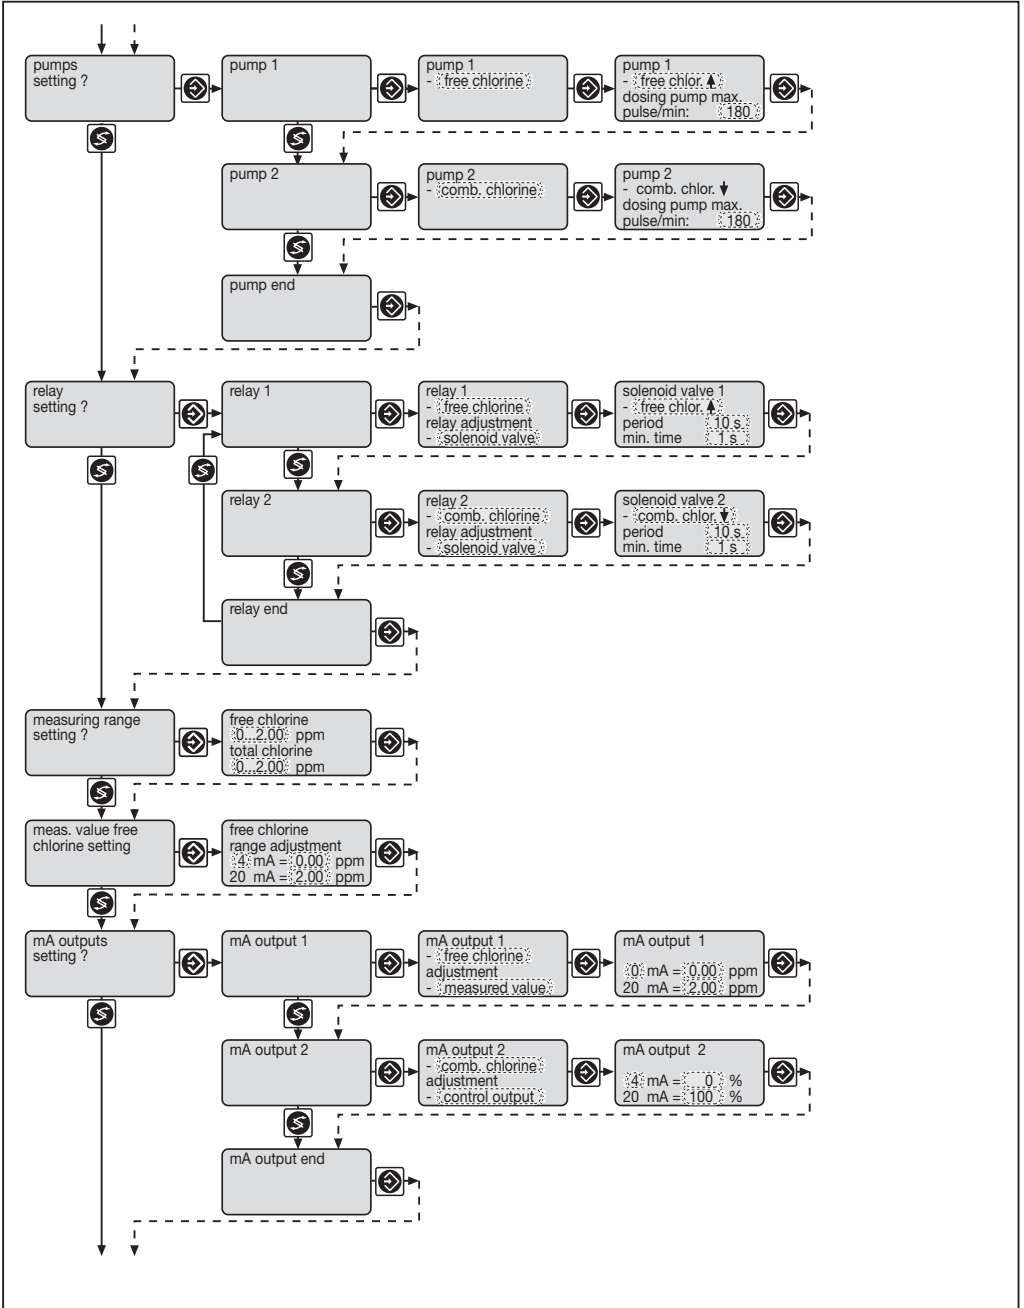 pumps
setting ?
pump 1
pump 1
- free chlorine
pump 1
- free chlor.
dosing pump max.
pulse/min: 180
pump 2
pump 2
- comb. chlorine
pump 2
- comb. chlor.
dosing pump max.
pulse/min: 180
pump end
relay
setting ?
relay 1
relay 1
- free chlorine
relay adjustment
- solenoid valve
solenoid valve 1
- free chlor.
period 10 s
min. time 1 s
relay 2
relay 2
- comb. chlorine
relay adjustment
- solenoid valve
solenoid valve 2
- comb. chlor.
period 10 s
min. time 1 s
relay end
measuring range
setting ?
free chlorine
0...2.00 ppm
total chlorine
0...2.00 ppm
meas. value free
chlorine setting
free chlorine
range adjustment
4 mA = 0.00 ppm
20 mA = 2.00 ppm
mA outputs
setting ?
mA output 1
mA output 1
- free chlorine
adjustment
- measured value
mA output 1
0 mA = 0.00 ppm
20 mA = 2.00 ppm
mA output 2
mA output 2
- comb. chlorine
adjustment
- control output
mA output 2
4 mA = 0 %
20 mA = 100 %
mA output end